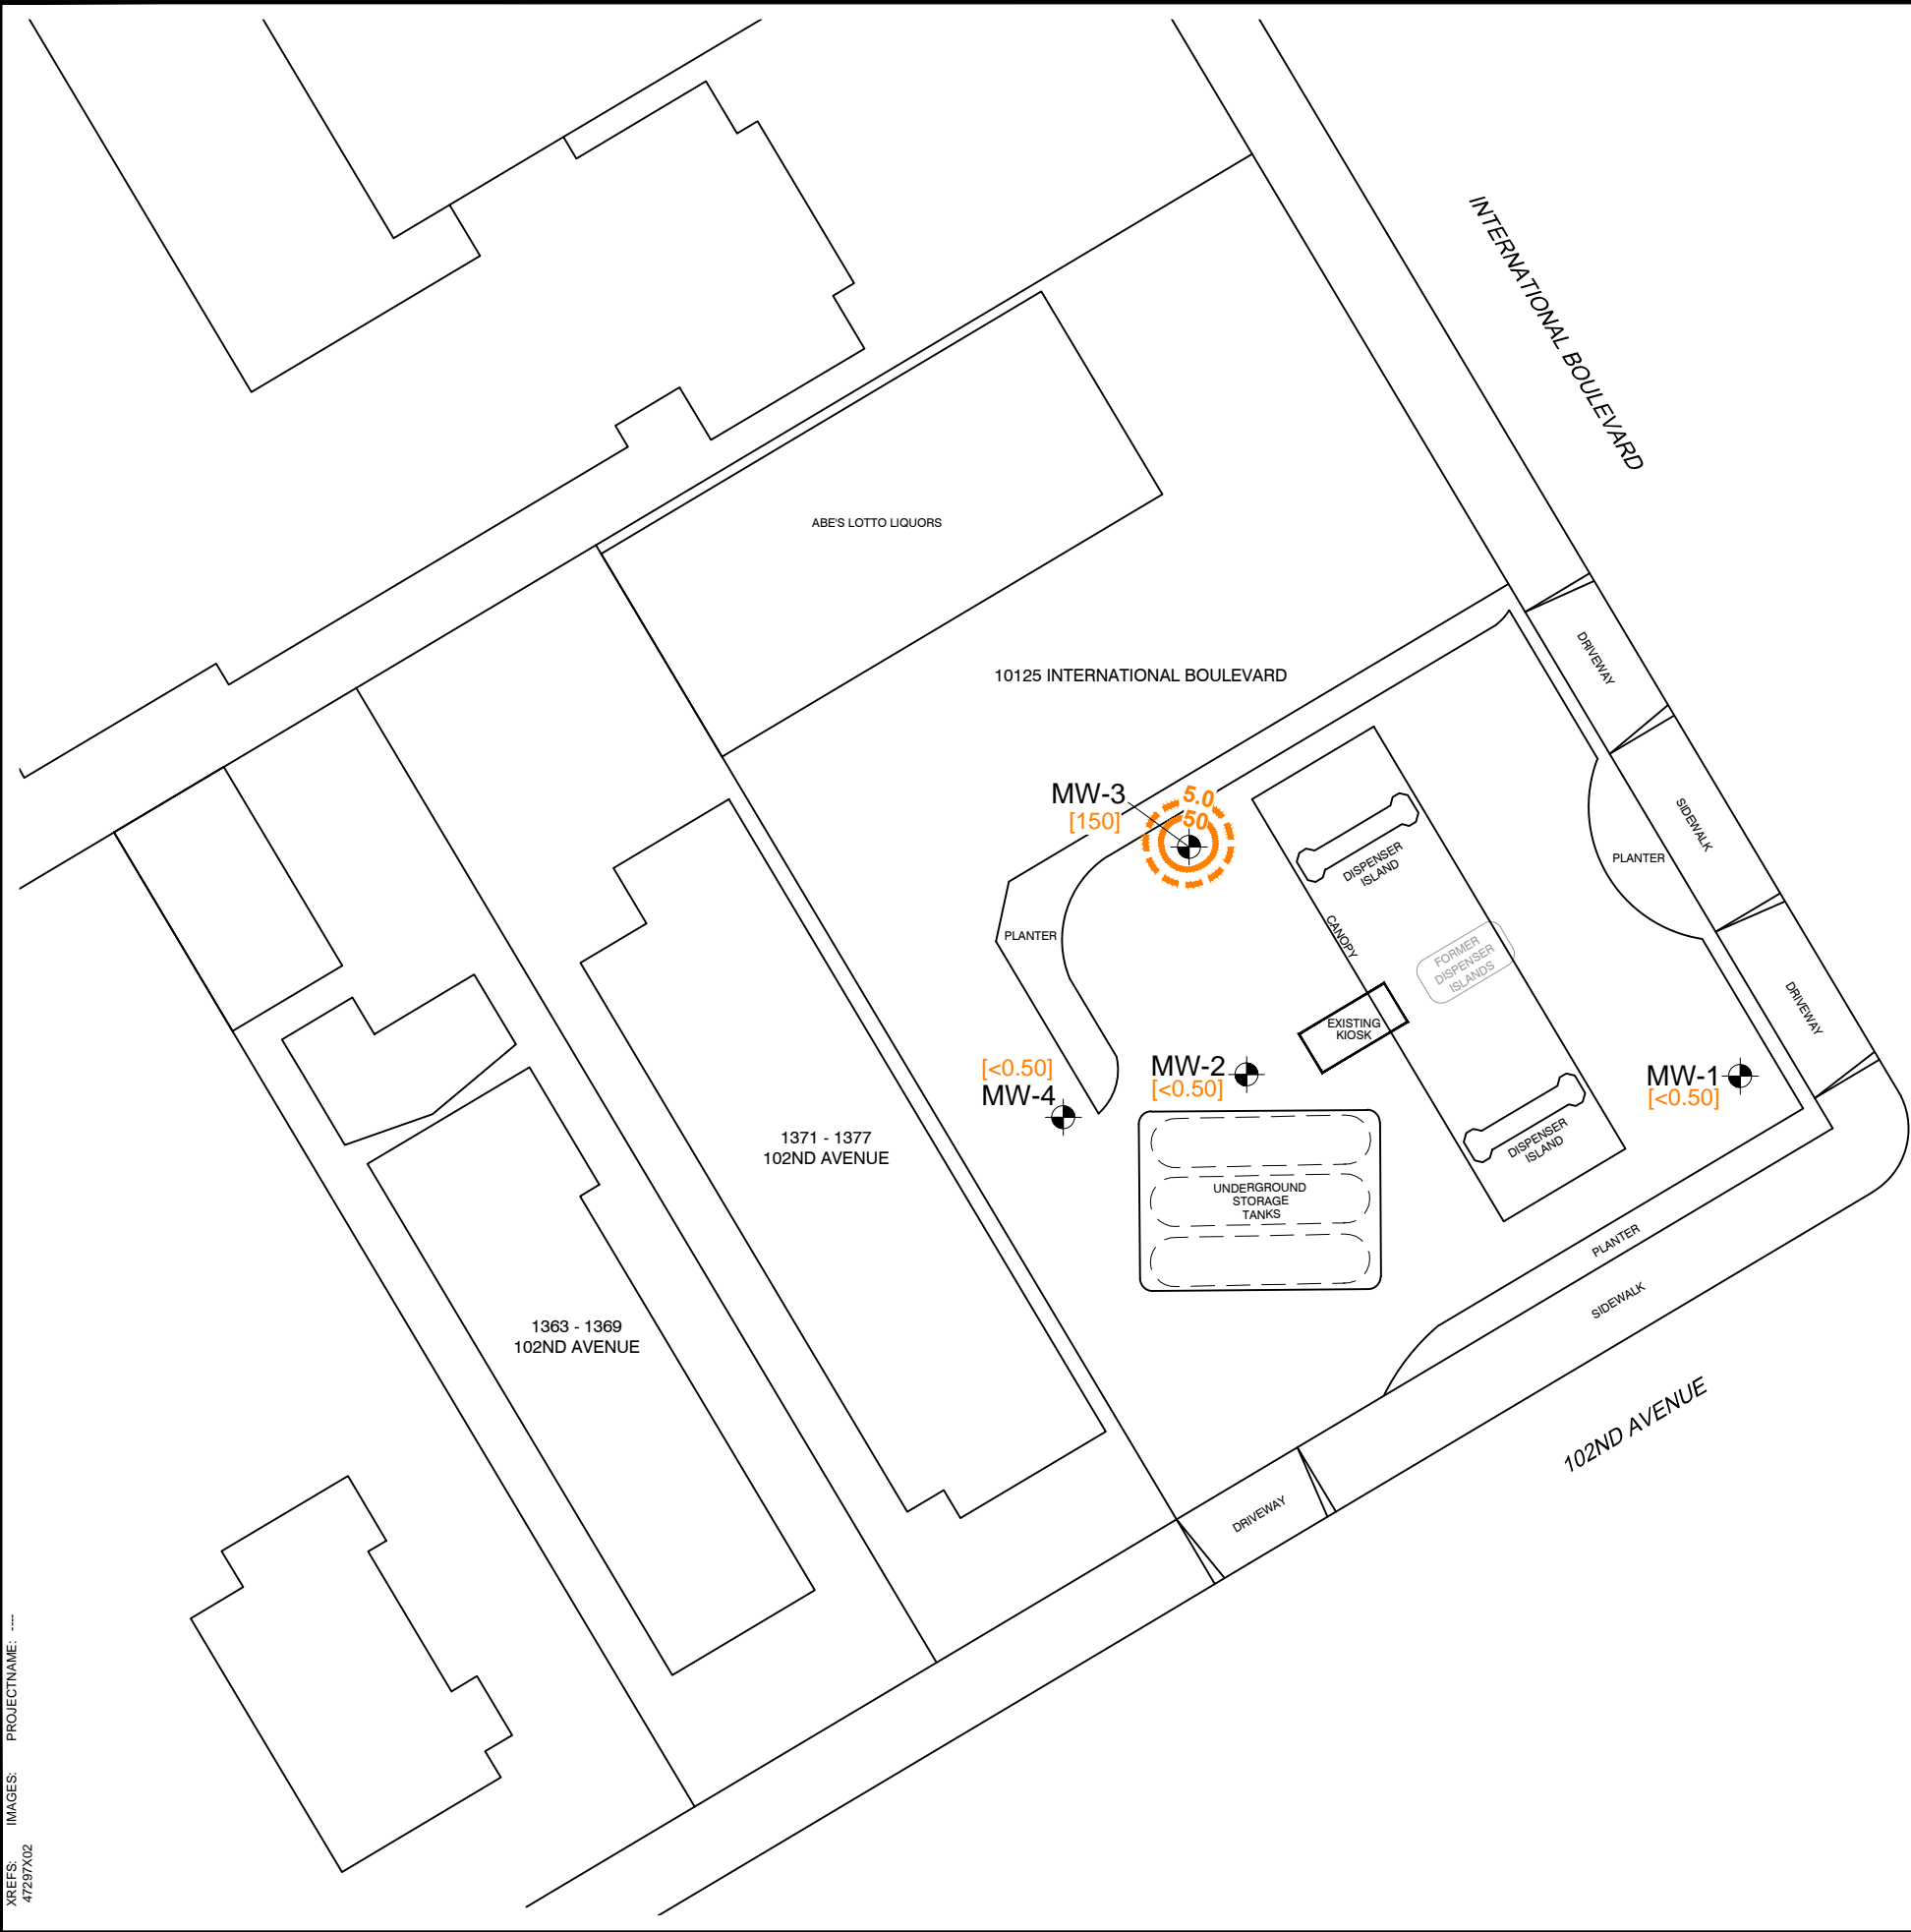 INTERNATIONAL BOULEVARD
ABE'S LOTTO LIQUORS
10125 INTERNATIONAL BOULEVARD
DRIVEWAY
SIDEWALK
PLANTER
DRIVEWAY
MW-3
[150]
5.0
50
DISPENSER
ISLAND
CANOPY
FORMER
DISPENSER
ISLANDS
PLANTER
EXISTING
KIOSK
[<0.50]
MW-4
MW-2
[<0.50]
MW-1
[<0.50]
DISPENSER
ISLAND
UNDERGROUND
STORAGE
TANKS
1371 - 1377
102ND AVENUE
PLANTER
SIDEWALK
1363 - 1369
102ND AVENUE
102ND AVENUE
DRIVEWAY
XREFS: IMAGES: PROJECTNAME: ----
47297X02